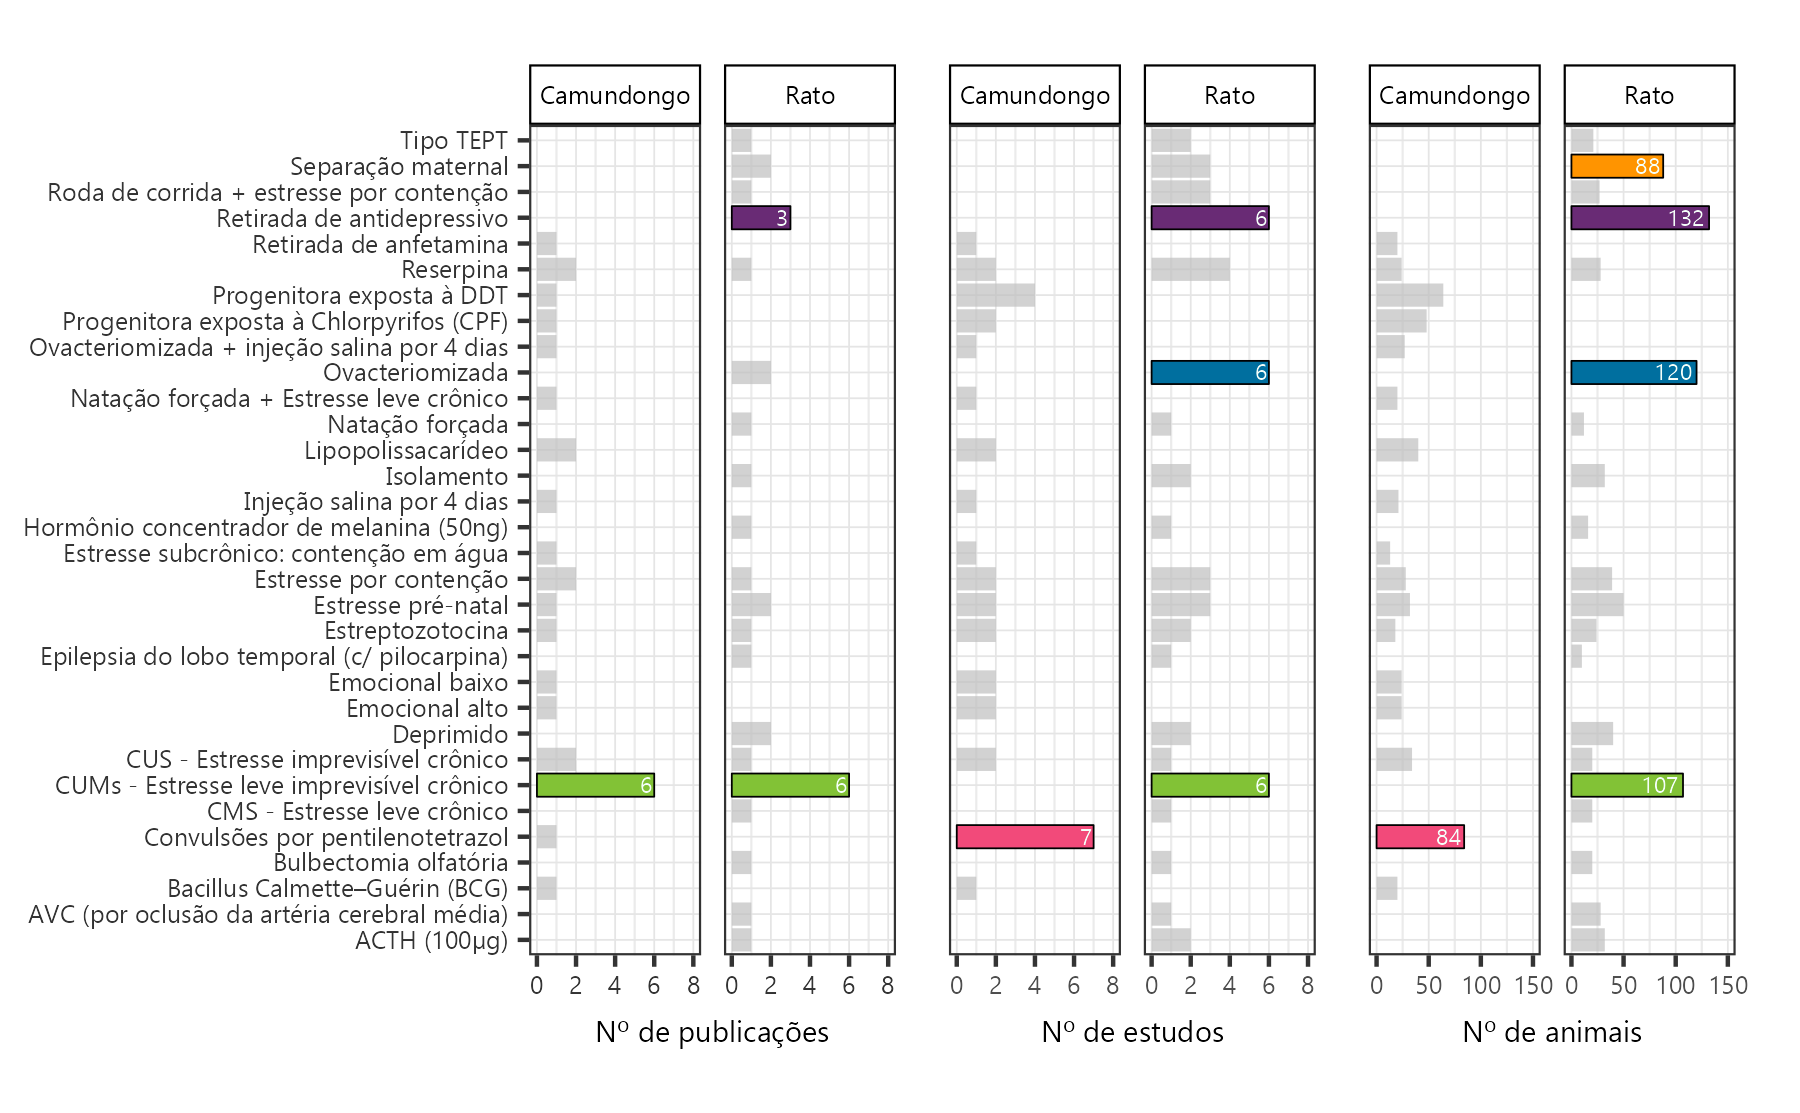 Camundongo Rato Camundongo Rato Camundongo Rato
Tipo TEPT
Separação maternal 88
Roda de corrida + estresse por contenção
Retirada de antidepressivo 3 6 132
Retirada de anfetamina
Reserpina
Progenitora exposta à DDT
Progenitora exposta à Chlorpyrifos (CPF)
Ovacteriomizada + injeção salina por 4 dias
Ovacteriomizada 6 120
Natação forçada + Estresse leve crônico
Natação forçada
Lipopolissacarídeo
Isolamento
Injeção salina por 4 dias
Hormônio concentrador de melanina (50ng)
Estresse subcrônico: contenção em água
Estresse por contenção
Estresse pré-natal
Estreptozotocina
Epilepsia do lobo temporal (c/ pilocarpina)
Emocional baixo
Emocional alto
Deprimido
CUS - Estresse imprevisível crônico
CUMs - Estresse leve imprevisível crônico 6 6 6 107
CMS - Estresse leve crônico
Convulsões por pentilenotetrazol 7 84
Bulbectomia olfatória
Bacillus Calmette–Guérin (BCG)
AVC (por oclusão da artéria cerebral média)
ACTH (100µg)
0 2 4 6 8 0 2 4 6 8 0 2 4 6 8 0 2 4 6 8 0 50 100 150 0 50 100 150
Nº de publicações Nº de estudos Nº de animais